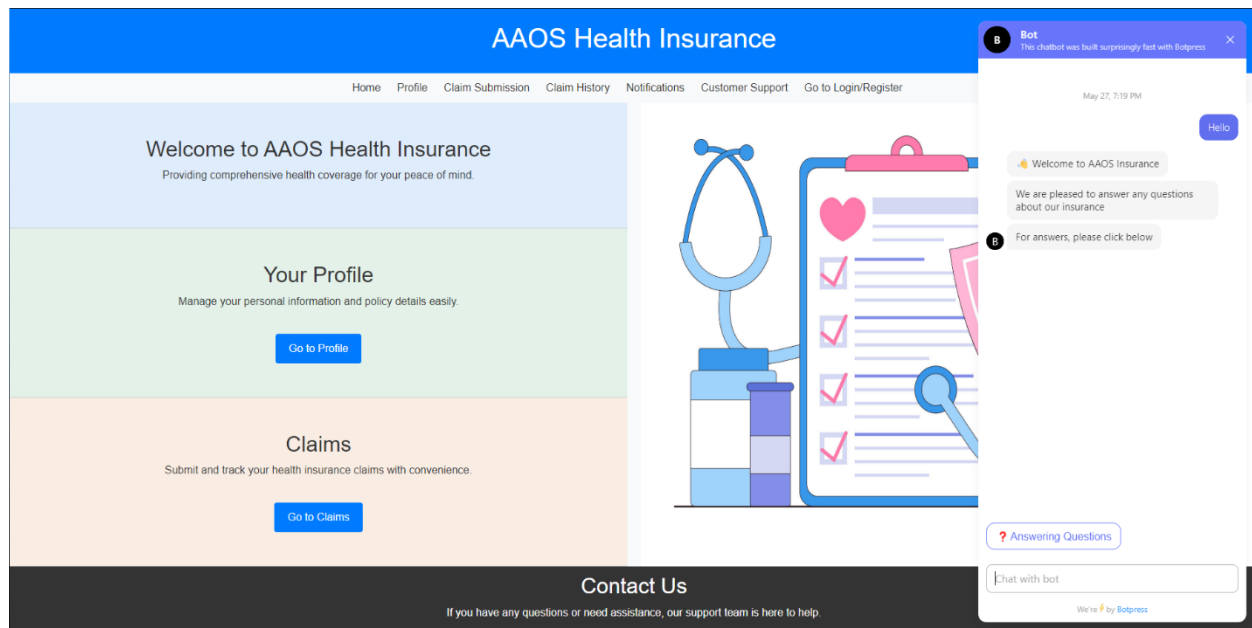 AAOS Health Insurance
Home Profile Claim Submission Claim History Notifications Customer Support Go to Login/Register
Welcome to AAOS Health Insurance
Providing comprehensive health coverage for your peace of mind.
Your Profile
Manage your personal information and policy details easily.
Go to Profile
Claims
Submit and track your health insurance claims with convenience.
Go to Claims
Contact Us
If you have any questions or need assistance, our support team is here to help.
B
Bot
This chatbot was built surprisingly fast with Botpress
May 27, 7:19 PM
Hello
👋 Welcome to AAOS Insurance
We are pleased to answer any questions
about our insurance
B
For answers, please click below
❓ Answering Questions
Chat with bot
We're ⚡ by Botpress